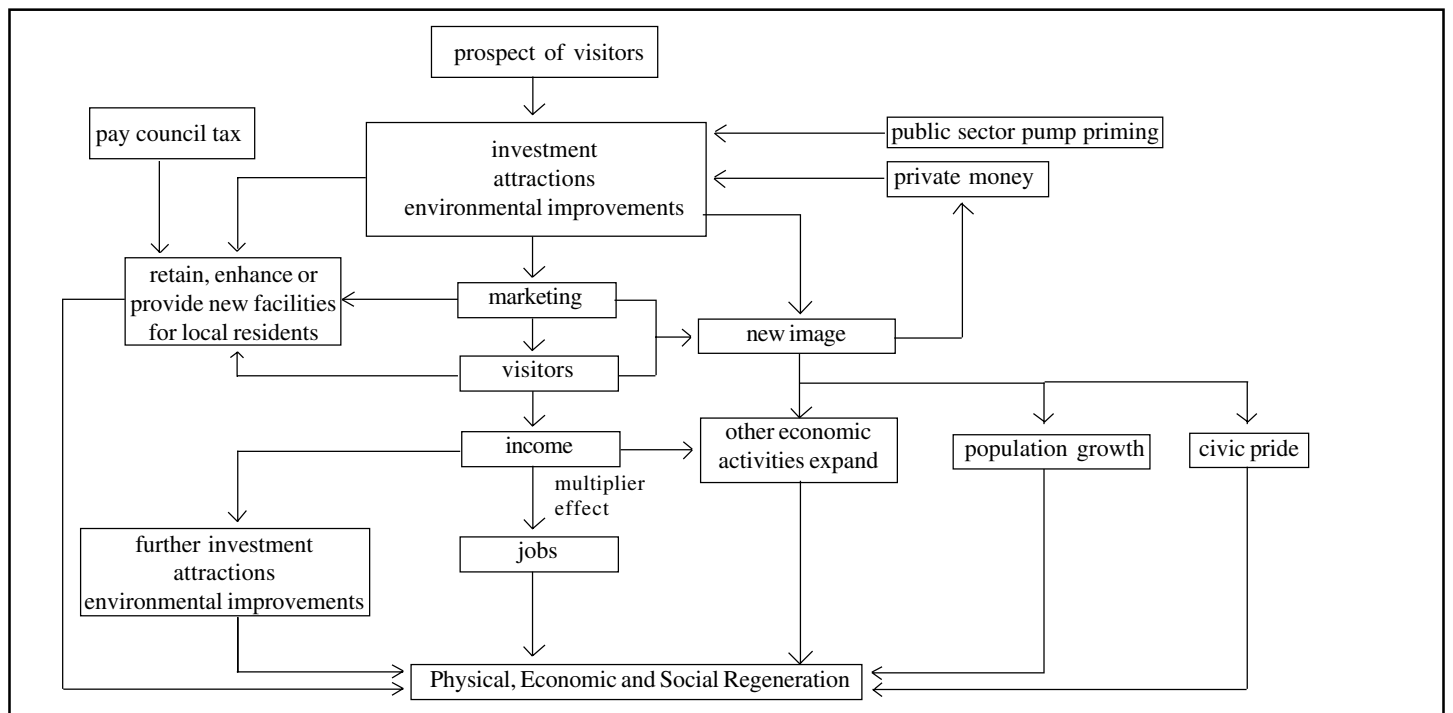 prospect of visitors
pay council tax
investment
attractions
environmental improvements
public sector pump priming
private money
retain, enhance or
provide new facilities
for local residents
marketing
new image
visitors
income
other economic
activities expand
population growth
civic pride
multiplier
effect
further investment
attractions
environmental improvements
jobs
Physical, Economic and Social Regeneration